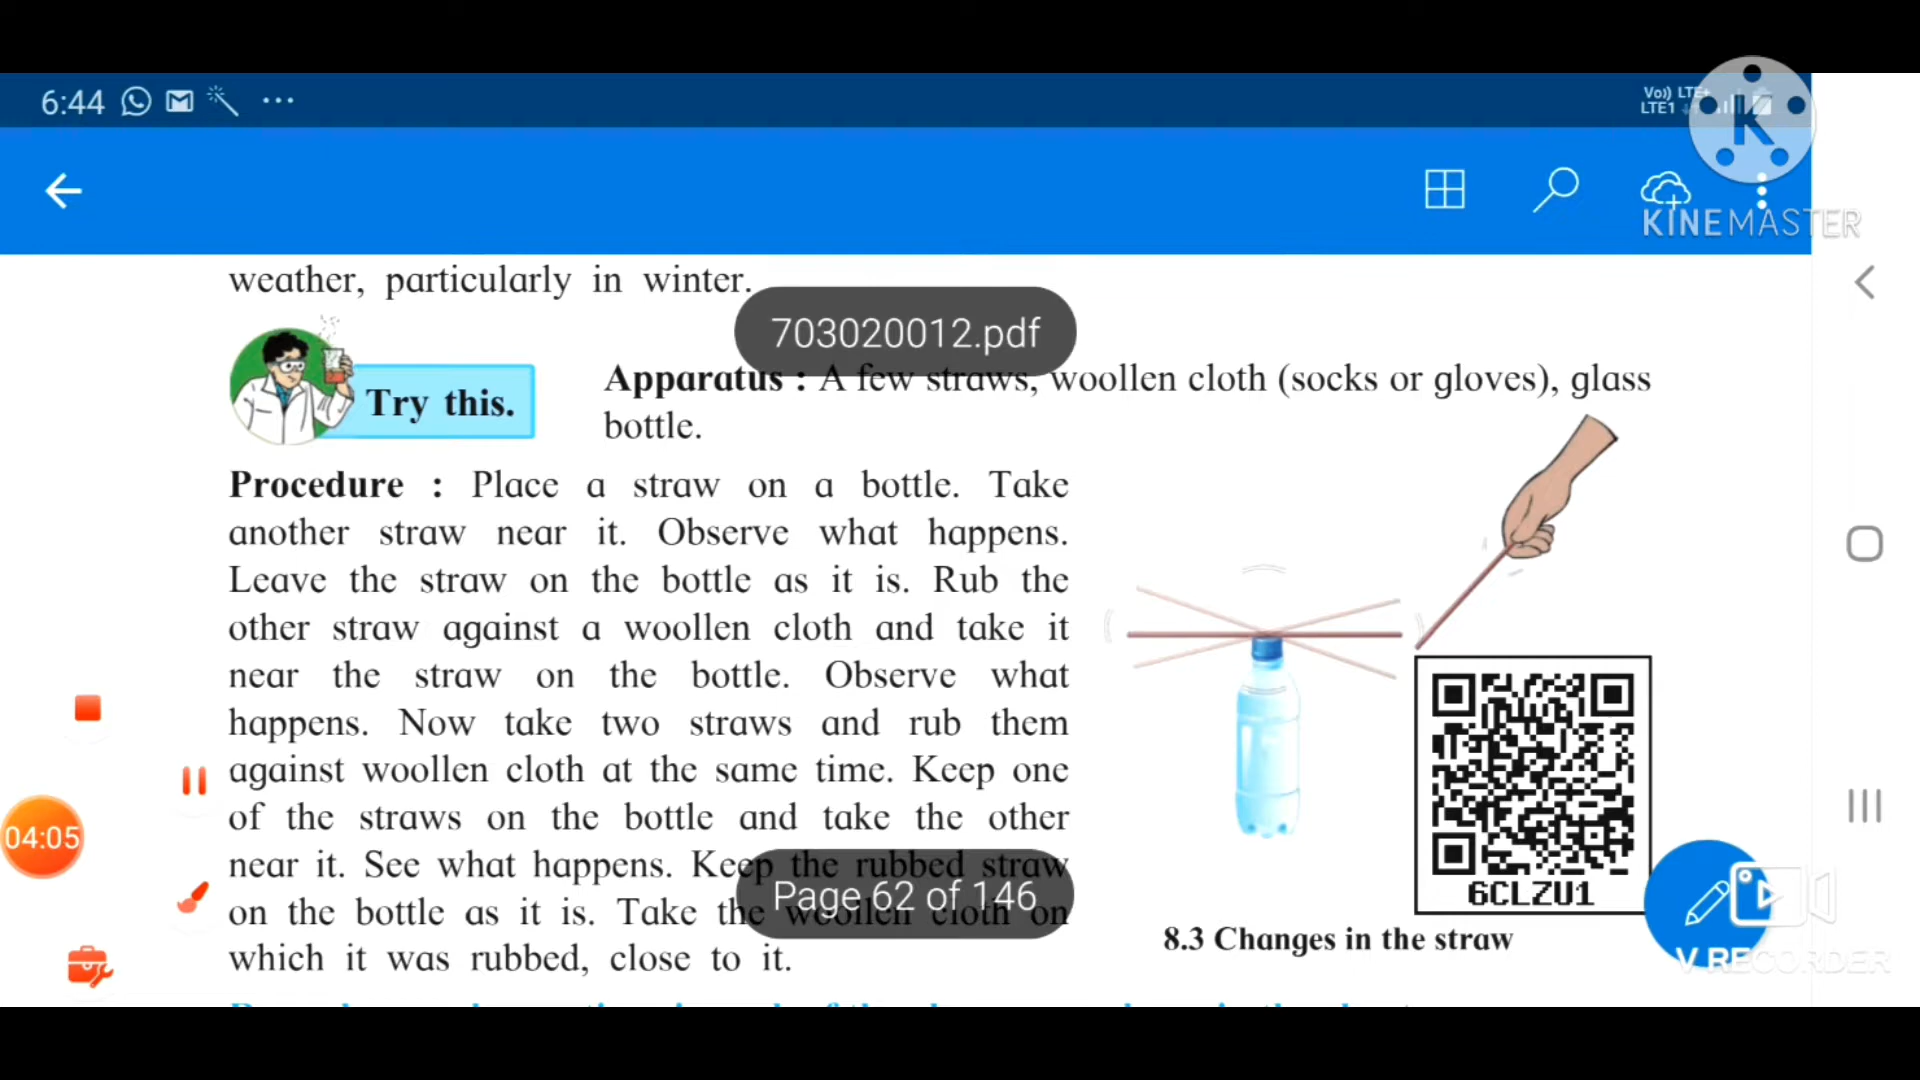 6:44
Vo) LTE+
LTE1
KINEMASTER
weather, particularly in winter.
703020012.pdf
Try this.
Apparatus : A few straws, woollen cloth (socks or gloves), glass
bottle.
Procedure : Place a straw on a bottle. Take
another straw near it. Observe what happens.
Leave the straw on the bottle as it is. Rub the
other straw against a woollen cloth and take it
near the straw on the bottle. Observe what
happens. Now take two straws and rub them
against woollen cloth at the same time. Keep one
of the straws on the bottle and take the other
near it. See what happens. Keep the rubbed straw
on the bottle as it is. Take the woollen cloth on
which it was rubbed, close to it.
Page 62 of 146
04:05
6CLZU1
8.3 Changes in the straw
V RECORDER